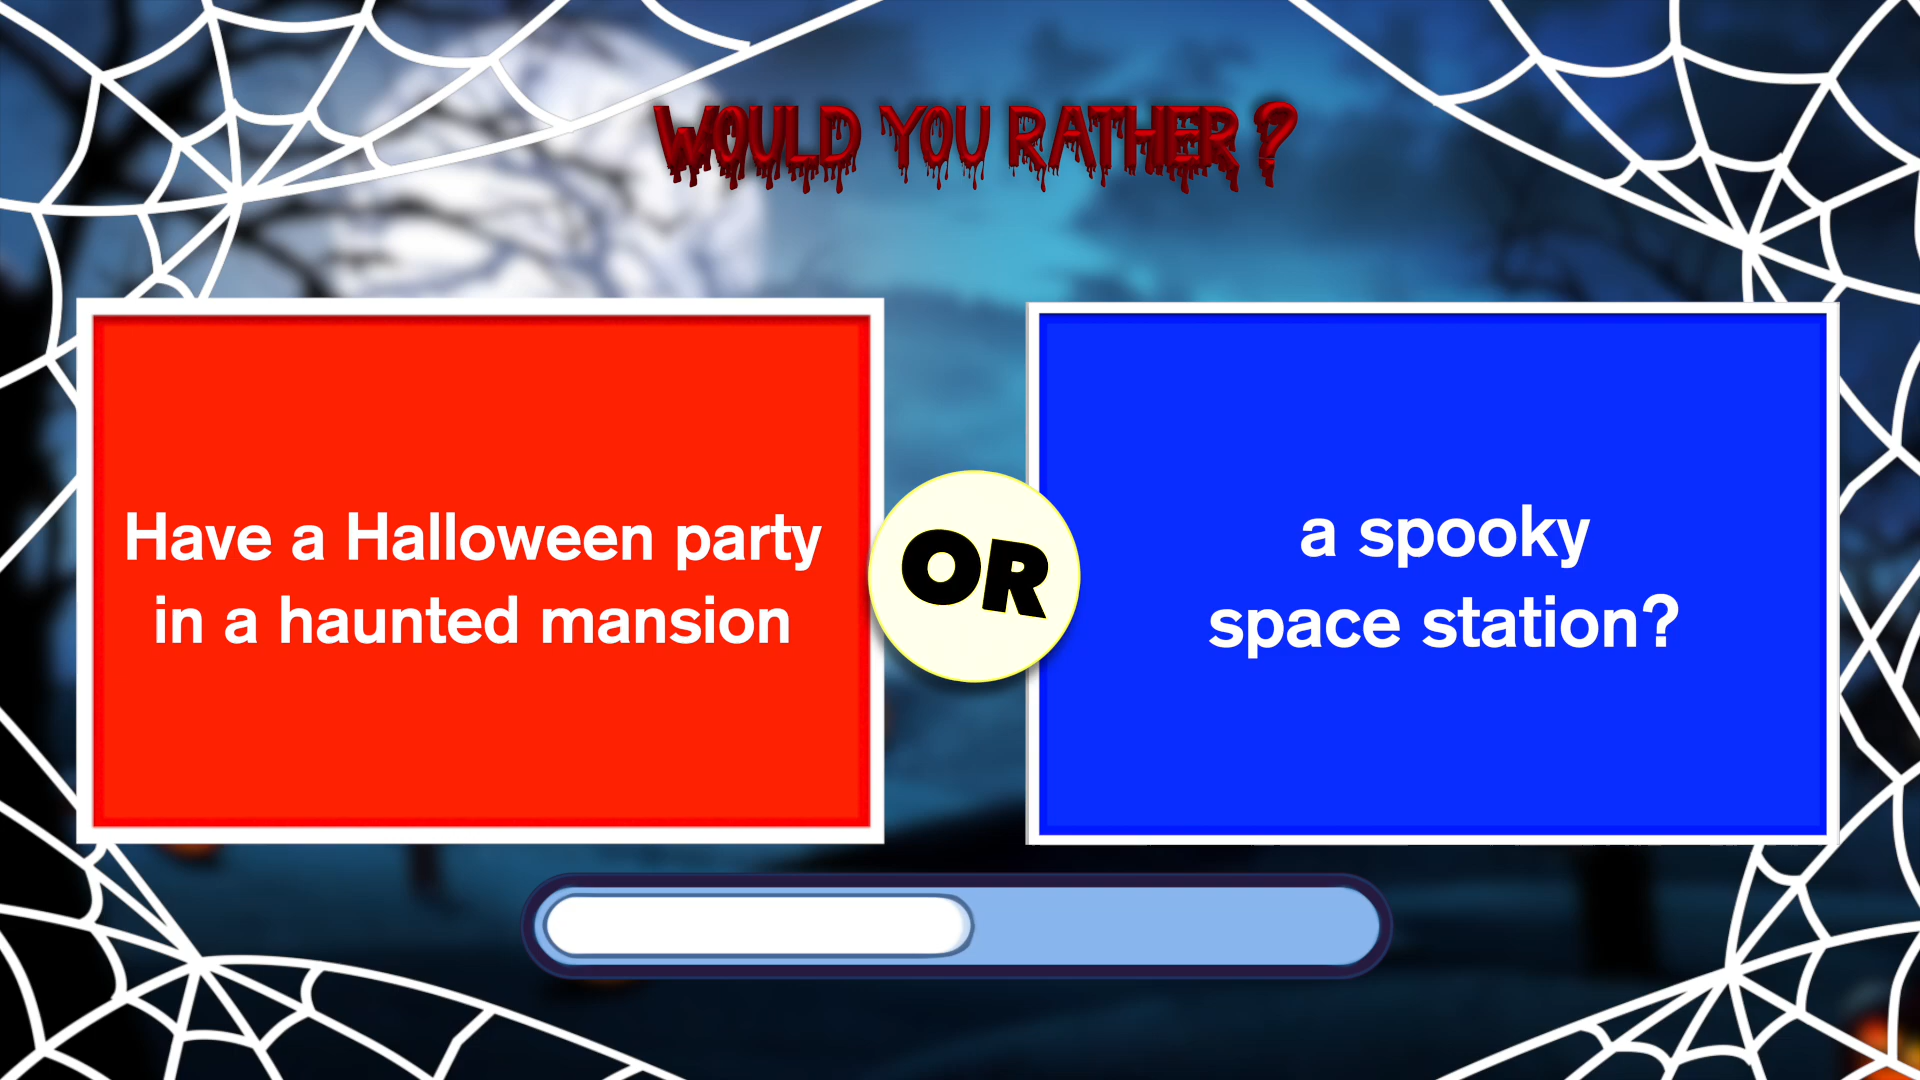 WOULD YOU RATHER?
Have a Halloween party
in a haunted mansion
OR
a spooky
space station?